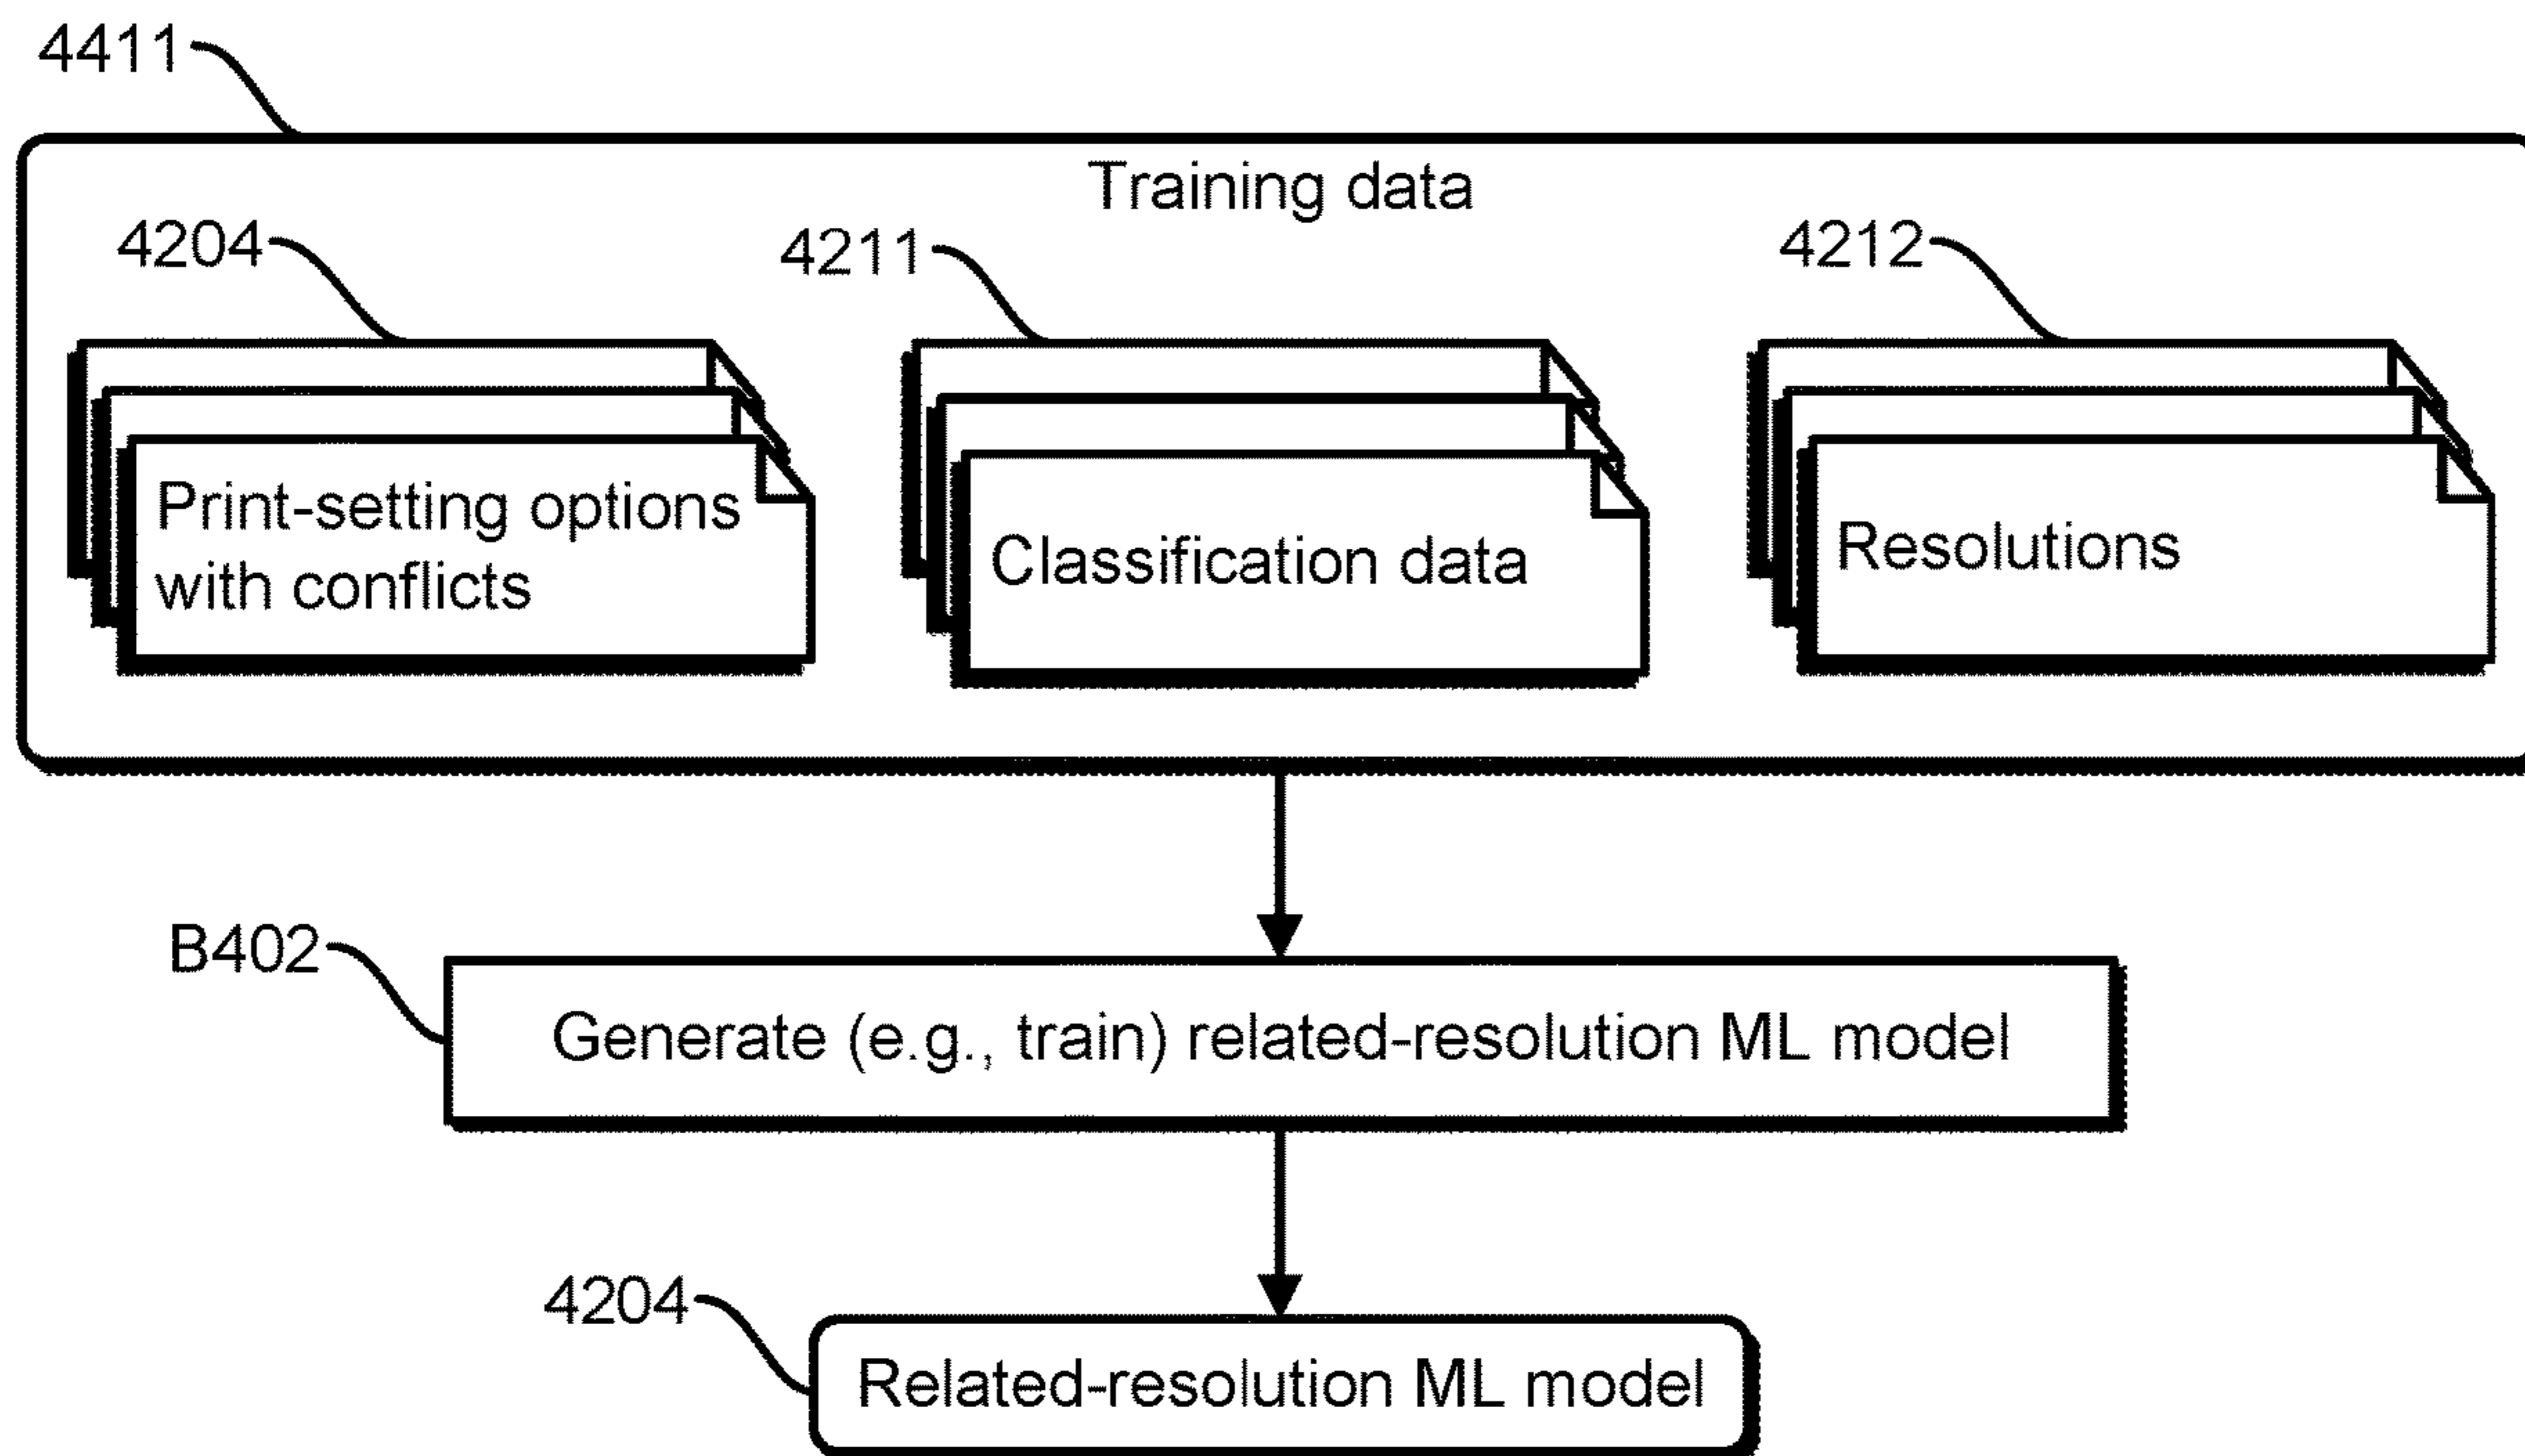 4411
Training data
4204
4211
4212
Print-setting options
with conflicts
Classification data
Resolutions
B402
Generate (e.g., train) related-resolution ML model
4204
Related-resolution ML model